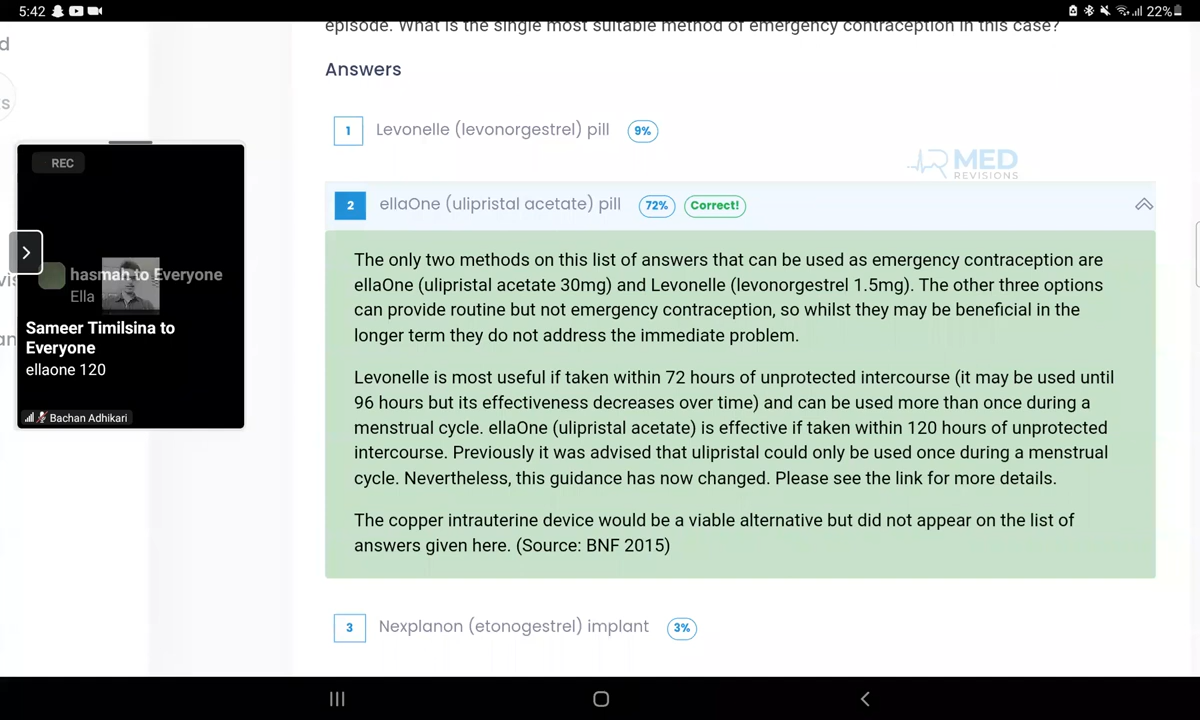 5:42
22%
episode. What is the single most suitable method of emergency contraception in this case?
Answers
1 Levonelle (levonorgestrel) pill 9%
MED
REVISIONS
2 ellaOne (ulipristal acetate) pill 72% Correct!
The only two methods on this list of answers that can be used as emergency contraception are
ellaOne (ulipristal acetate 30mg) and Levonelle (levonorgestrel 1.5mg). The other three options
can provide routine but not emergency contraception, so whilst they may be beneficial in the
longer term they do not address the immediate problem.
Levonelle is most useful if taken within 72 hours of unprotected intercourse (it may be used until
96 hours but its effectiveness decreases over time) and can be used more than once during a
menstrual cycle. ellaOne (ulipristal acetate) is effective if taken within 120 hours of unprotected
intercourse. Previously it was advised that ulipristal could only be used once during a menstrual
cycle. Nevertheless, this guidance has now changed. Please see the link for more details.
The copper intrauterine device would be a viable alternative but did not appear on the list of
answers given here. (Source: BNF 2015)
3 Nexplanon (etonogestrel) implant 3%
REC
hasmah to Everyone
Ella
Sameer Timilsina to
Everyone
ellaone 120
Bachan Adhikari